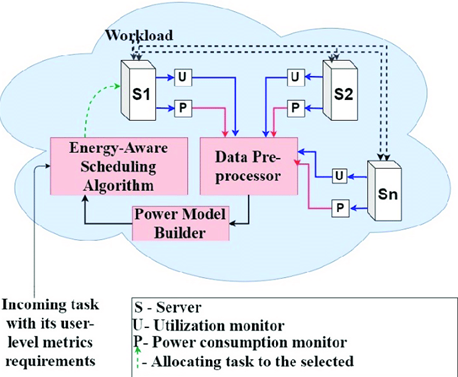 Workload
S1
U
P
U
P
S2
Energy-Aware
Scheduling
Algorithm
Data Pre-
processor
U
P
Sn
Power Model
Builder
Incoming task
with its user-
level metrics
requirements
S - Server
U- Utilization monitor
P- Power consumption monitor
- Allocating task to the selected